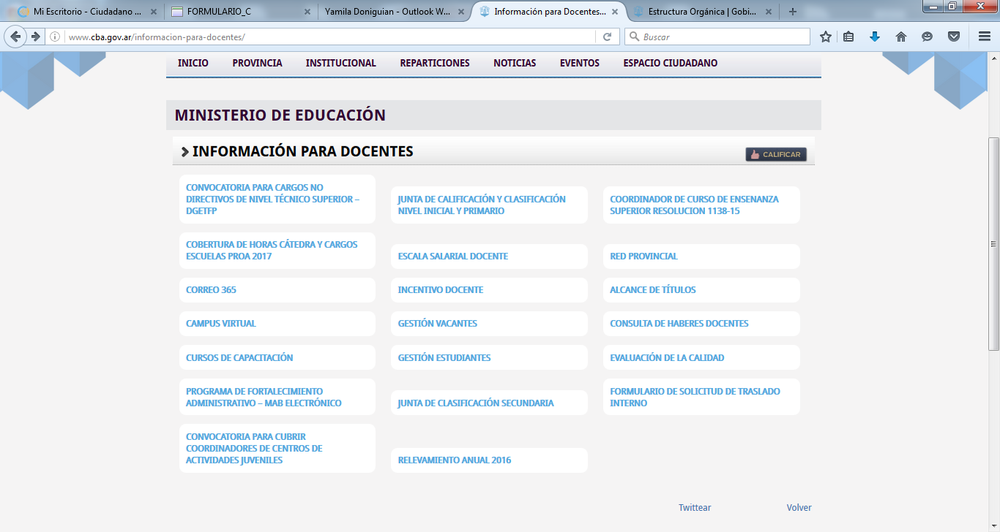 Mi Escritorio - Ciudadano ...
FORMULARIO_C
Yamila Doniguian - Outlook W...
Información para Docentes...
Estructura Orgánica | Gobi...
www.cba.gov.ar/informacion-para-docentes/
Buscar
INICIO PROVINCIA INSTITUCIONAL REPARTICIONES NOTICIAS EVENTOS ESPACIO CIUDADANO
MINISTERIO DE EDUCACIÓN
INFORMACIÓN PARA DOCENTES
CALIFICAR
CONVOCATORIA PARA CARGOS NO
DIRECTIVOS DE NIVEL TÉCNICO SUPERIOR –
DGETFP
JUNTA DE CALIFICACIÓN Y CLASIFICACIÓN
NIVEL INICIAL Y PRIMARIO
COORDINADOR DE CURSO DE ENSENANZA
SUPERIOR RESOLUCION 1138-15
COBERTURA DE HORAS CÁTEDRA Y CARGOS
ESCUELAS PROA 2017
ESCALA SALARIAL DOCENTE
RED PROVINCIAL
CORREO 365
INCENTIVO DOCENTE
ALCANCE DE TÍTULOS
CAMPUS VIRTUAL
GESTIÓN VACANTES
CONSULTA DE HABERES DOCENTES
CURSOS DE CAPACITACIÓN
GESTIÓN ESTUDIANTES
EVALUACIÓN DE LA CALIDAD
PROGRAMA DE FORTALECIMIENTO
ADMINISTRATIVO – MAB ELECTRÓNICO
JUNTA DE CLASIFICACIÓN SECUNDARIA
FORMULARIO DE SOLICITUD DE TRASLADO
INTERNO
CONVOCATORIA PARA CUBRIR
COORDINADORES DE CENTROS DE
ACTIVIDADES JUVENILES
RELEVAMIENTO ANUAL 2016
Twittear
Volver